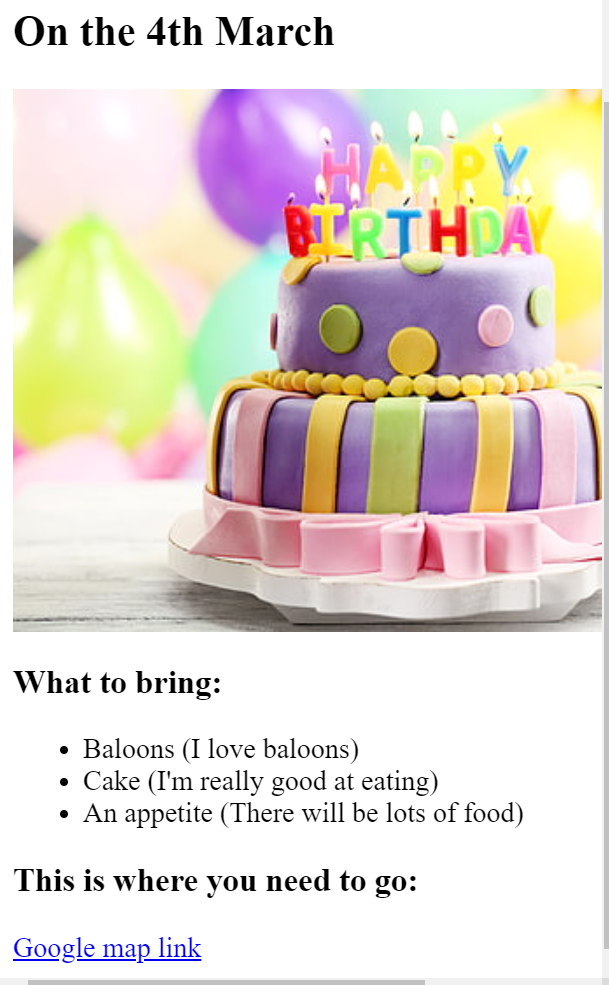 On the 4th March
HAPPY
BIRTHDAY
What to bring:
Baloons (I love baloons)
Cake (I'm really good at eating)
An appetite (There will be lots of food)
This is where you need to go:
Google map link